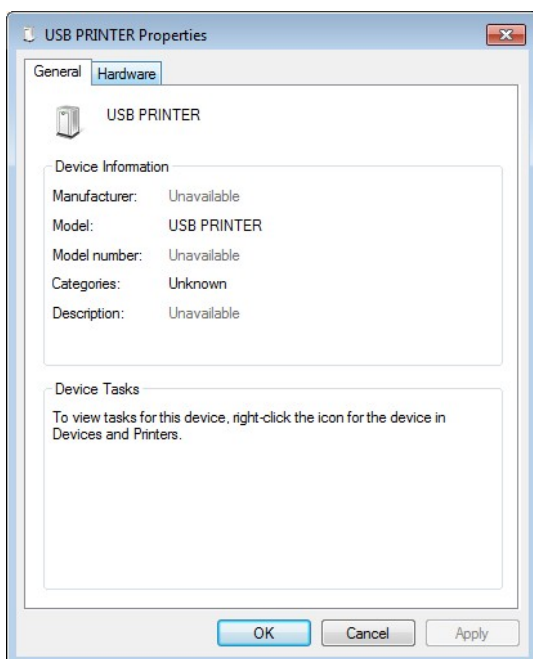 USB PRINTER Properties
General Hardware
USB PRINTER
Device Information
Manufacturer: Unavailable
Model: USB PRINTER
Model number: Unavailable
Categories: Unknown
Description: Unavailable
Device Tasks
To view tasks for this device, right-click the icon for the device in
Devices and Printers.
OK Cancel Apply